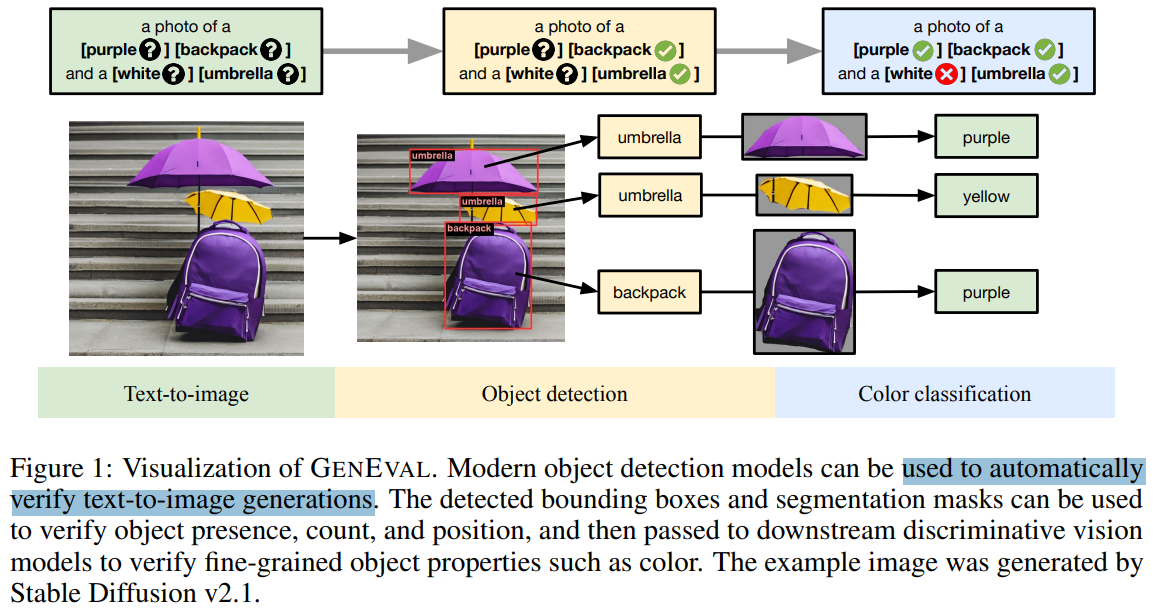 a photo of a
[purple ] [backpack ]
and a [white ] [umbrella ]
a photo of a
[purple ] [backpack ]
and a [white ] [umbrella ]
a photo of a
[purple ] [backpack ]
and a [white ] [umbrella ]
umbrella
umbrella
backpack
umbrella
purple
umbrella
yellow
backpack
purple
Text-to-image
Object detection
Color classification
Figure 1: Visualization of GENEVAL. Modern object detection models can be used to automatically
verify text-to-image generations. The detected bounding boxes and segmentation masks can be used
to verify object presence, count, and position, and then passed to downstream discriminative vision
models to verify fine-grained object properties such as color. The example image was generated by
Stable Diffusion v2.1.